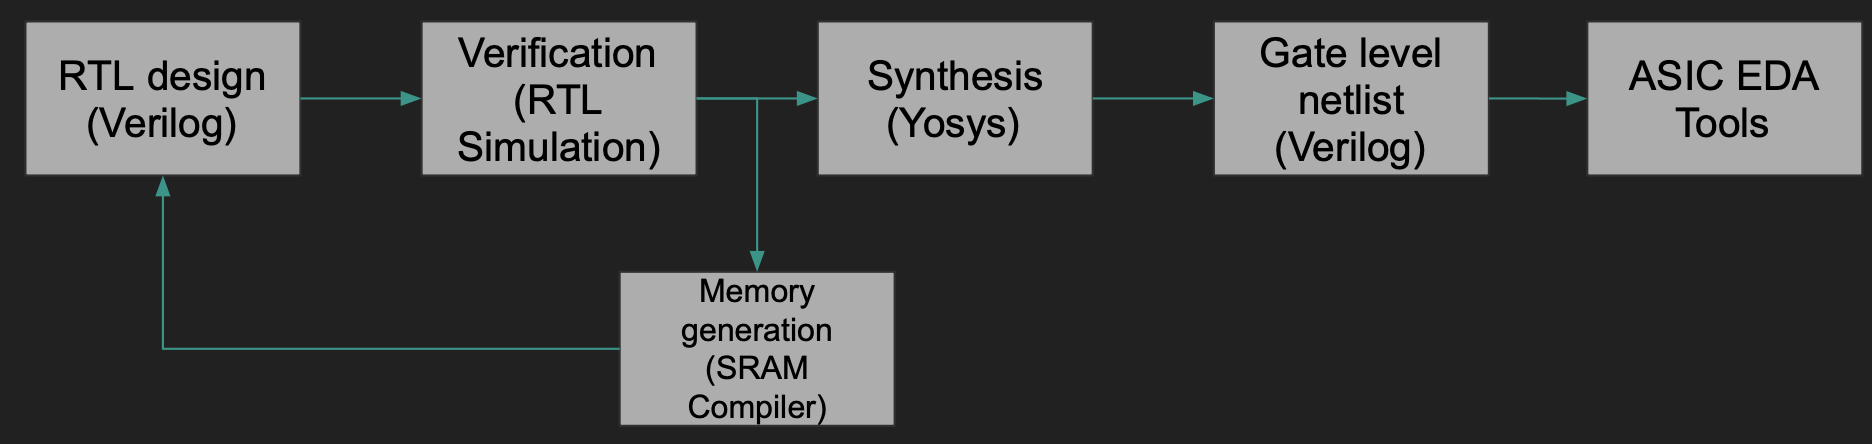 RTL design
(Verilog)
Verification
(RTL
Simulation)
Synthesis
(Yosys)
Gate level
netlist
(Verilog)
ASIC EDA
Tools
Memory
generation
(SRAM
Compiler)